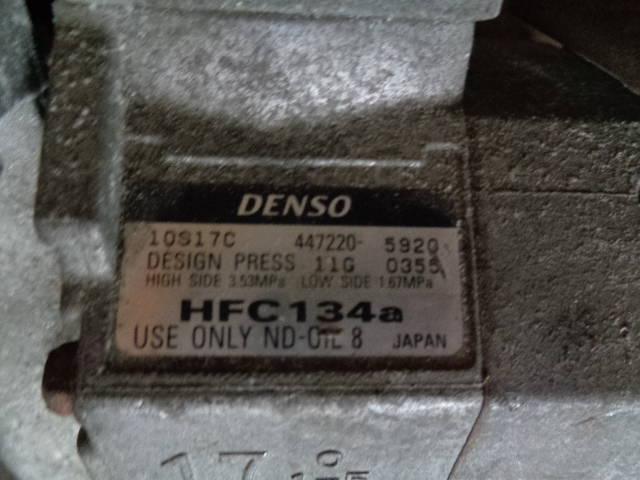 DENSO
10S17C 447220- 5920
DESIGN PRESS 11G 0355
HIGH SIDE 3.53MPa LOW SIDE 1.67MPa
HFC134a
USE ONLY ND-OIL 8 JAPAN
17